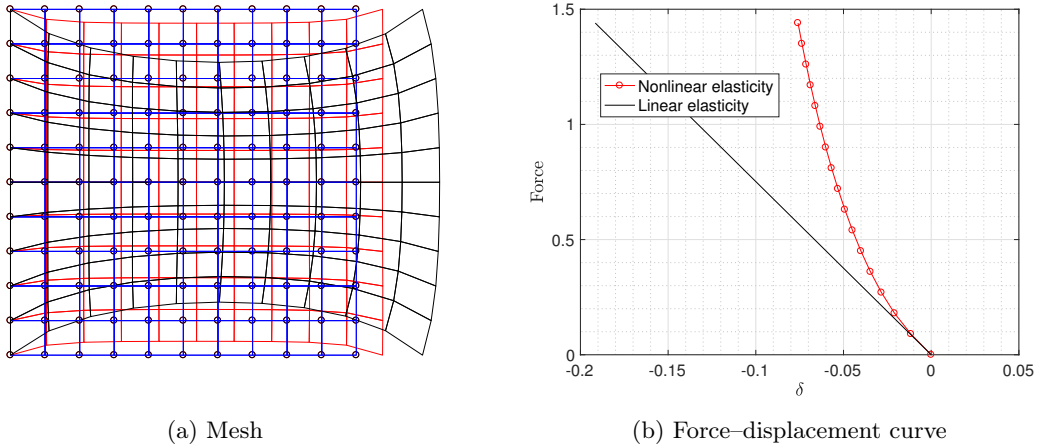 1.5
1
0.5
0
Force
Nonlinear elasticity
Linear elasticity
-0.2 -0.15 -0.1 -0.05 0 0.05
δ
(a) Mesh
(b) Force–displacement curve